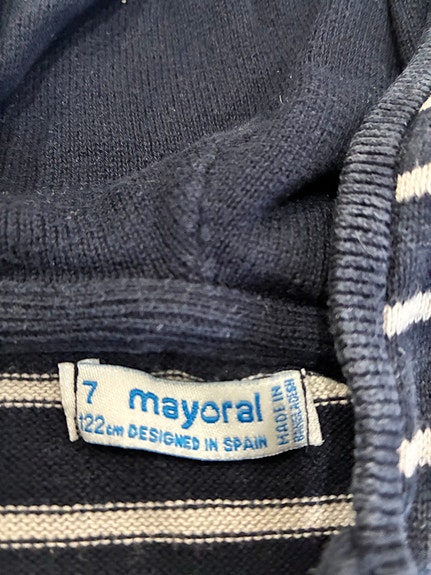 7 mayoral
122cm DESIGNED IN SPAIN
MADE IN
BANGLADESH